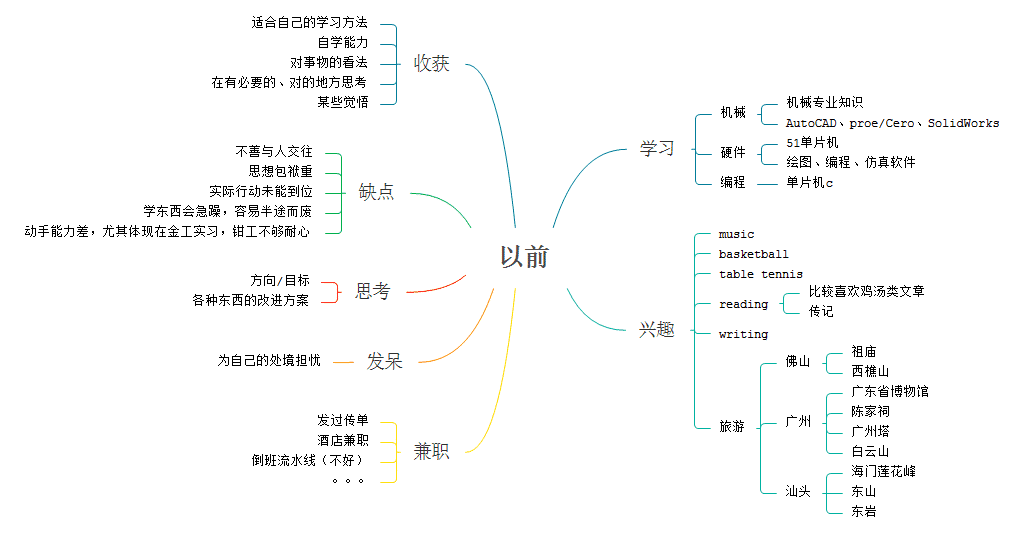 以前
收获
适合自己的学习方法
自学能力
对事物的看法
在有必要的、对的地方思考
某些觉悟
缺点
不善与人交往
思想包袱重
实际行动未能到位
学东西会急躁，容易半途而废
动手能力差，尤其体现在金工实习，钳工不够耐心
思考
方向/目标
各种东西的改进方案
发呆
为自己的处境担忧
兼职
发过传单
酒店兼职
倒班流水线（不好）
。。。
学习
机械
机械专业知识
AutoCAD、proe/Cero、SolidWorks
硬件
51单片机
绘图、编程、仿真软件
编程
单片机c
兴趣
music
basketball
table tennis
reading
比较喜欢鸡汤类文章
传记
writing
旅游
佛山
祖庙
西樵山
广州
广东省博物馆
陈家祠
广州塔
白云山
汕头
海门莲花峰
东山
东岩